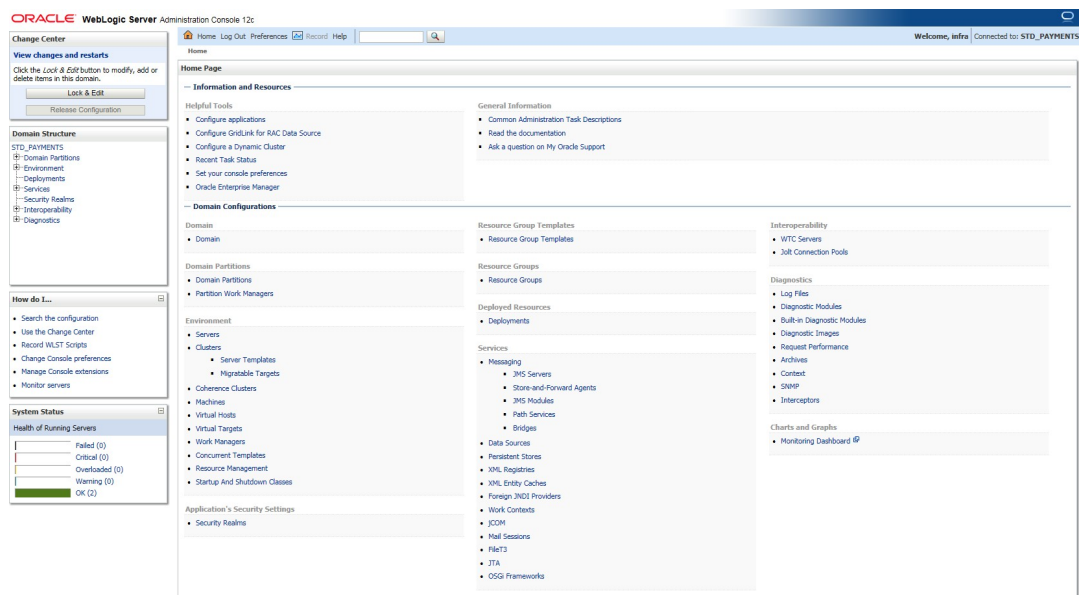 ORACLE WebLogic Server Administration Console 12c
Change Center
View changes and restarts
Click the Lock & Edit button to modify, add or
delete items in this domain.
Lock & Edit
Release Configuration
Domain Structure
STD_PAYMENTS
Domain Partitions
Environment
Deployments
Services
Security Realms
Interoperability
Diagnostics
How do I...
Search the configuration
Use the Change Center
Record WLST Scripts
Change Console preferences
Manage Console extensions
Monitor servers
System Status
Health of Running Servers
Failed (0)
Critical (0)
Overloaded (0)
Warning (0)
OK (2)
Home Log Out Preferences Record Help
Welcome, infra Connected to: STD_PAYMENTS
Home
Home Page
Information and Resources
Helpful Tools
Configure applications
Configure GridLink for RAC Data Source
Configure a Dynamic Cluster
Recent Task Status
Set your console preferences
Oracle Enterprise Manager
General Information
Common Administration Task Descriptions
Read the documentation
Ask a question on My Oracle Support
Domain Configurations
Domain
Domain
Domain Partitions
Domain Partitions
Partition Work Managers
Environment
Servers
Clusters
Server Templates
Migratable Targets
Coherence Clusters
Machines
Virtual Hosts
Virtual Targets
Work Managers
Concurrent Templates
Resource Management
Startup And Shutdown Classes
Application's Security Settings
Security Realms
Resource Group Templates
Resource Group Templates
Resource Groups
Resource Groups
Deployed Resources
Deployments
Services
Messaging
JMS Servers
Store-and-Forward Agents
JMS Modules
Path Services
Bridges
Data Sources
Persistent Stores
XML Registries
XML Entity Caches
Foreign JNDI Providers
Work Contexts
jCOM
Mail Sessions
FileT3
JTA
OSGi Frameworks
Interoperability
WTC Servers
Jolt Connection Pools
Diagnostics
Log Files
Diagnostic Modules
Built-in Diagnostic Modules
Diagnostic Images
Request Performance
Archives
Context
SNMP
Interceptors
Charts and Graphs
Monitoring Dashboard